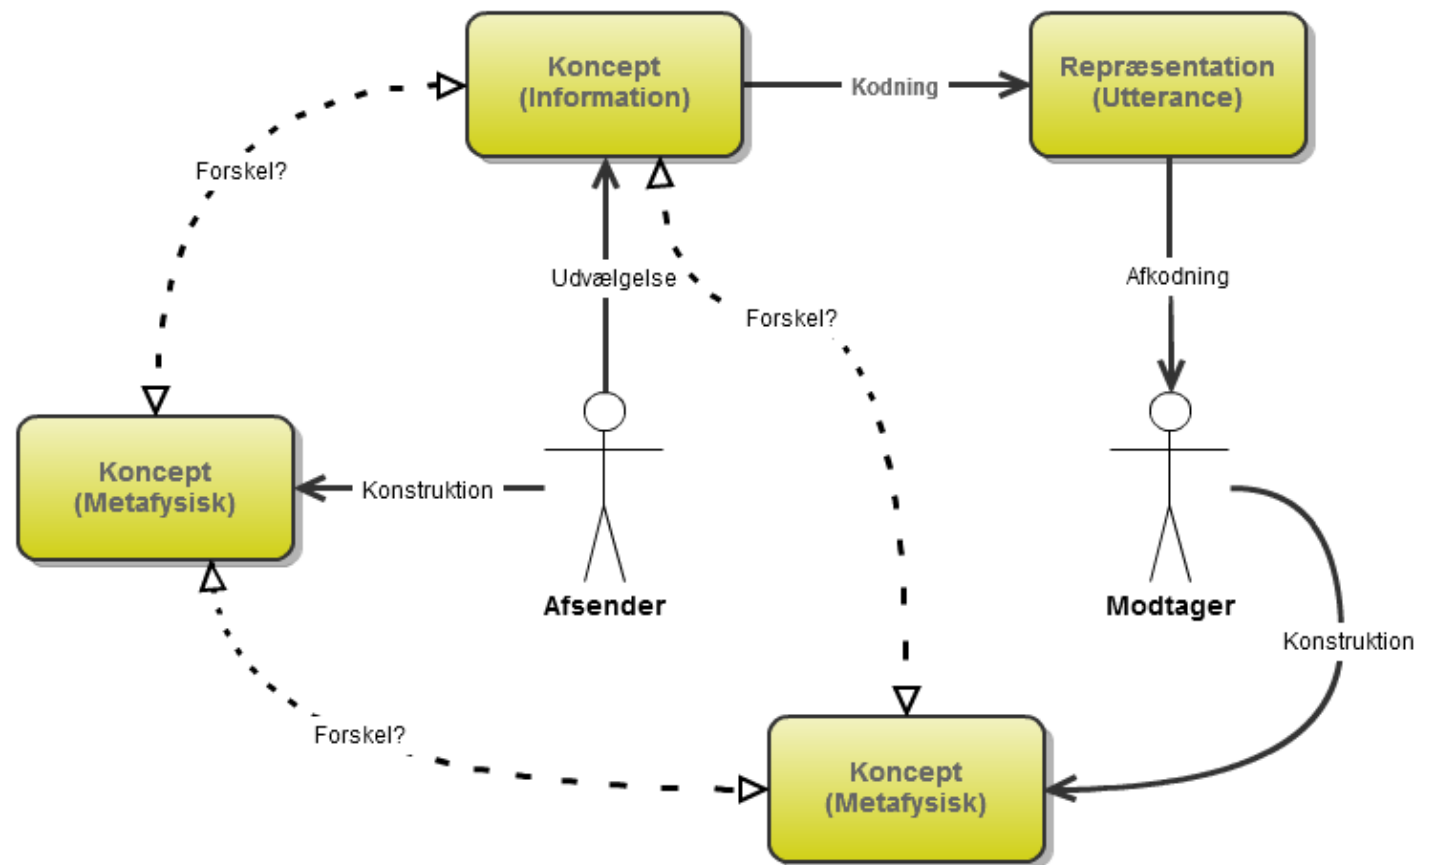 Koncept
(Information)
Kodning
Repræsentation
(Utterance)
Forskel?
Udvælgelse
Forskel?
Afkodning
Koncept
(Metafysisk)
Konstruktion
Afsender
Modtager
Konstruktion
Forskel?
Koncept
(Metafysisk)